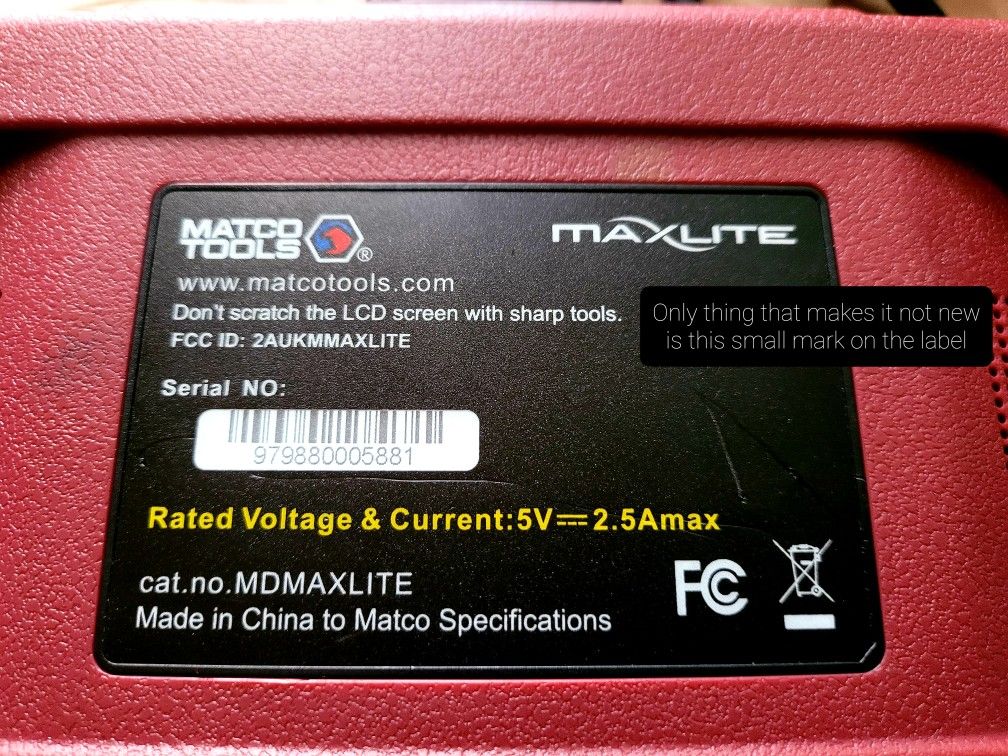 MATCO
TOOLS
®
MAXLITE
www.matcotools.com
Don't scratch the LCD screen with sharp tools.
FCC ID: 2AUKMMAXLITE
Only thing that makes it not new
is this small mark on the label
Serial NO:
979880005881
Rated Voltage & Current:5V⎓2.5Amax
cat.no.MDMAXLITE
Made in China to Matco Specifications
FC